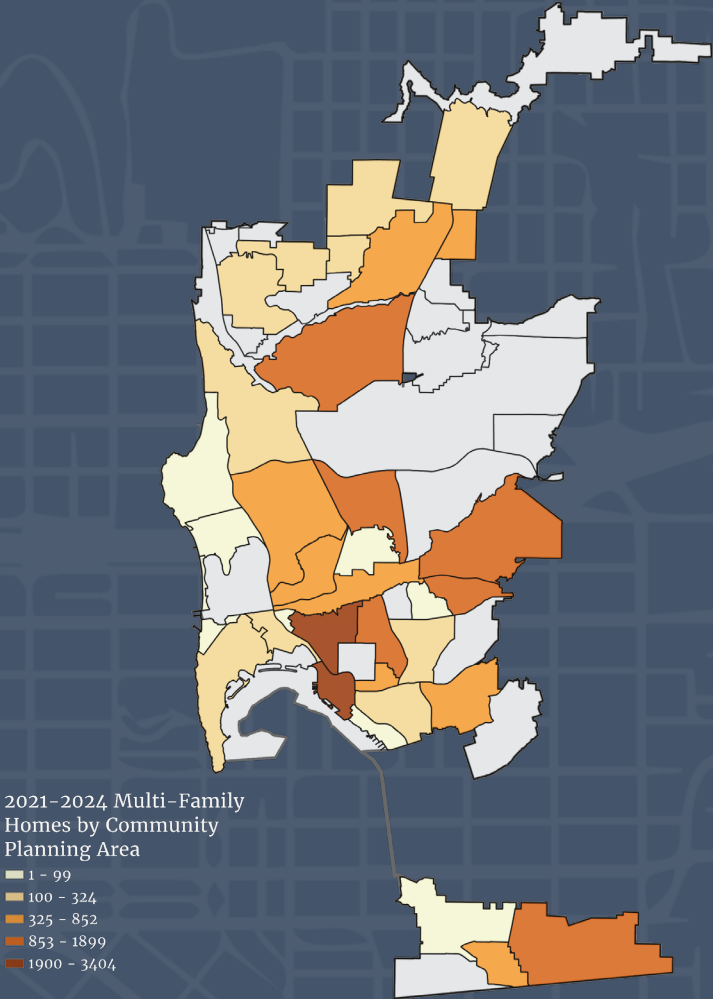 2021-2024 Multi-Family
Homes by Community
Planning Area
1 - 99
100 - 324
325 - 852
853 - 1899
1900 - 3404